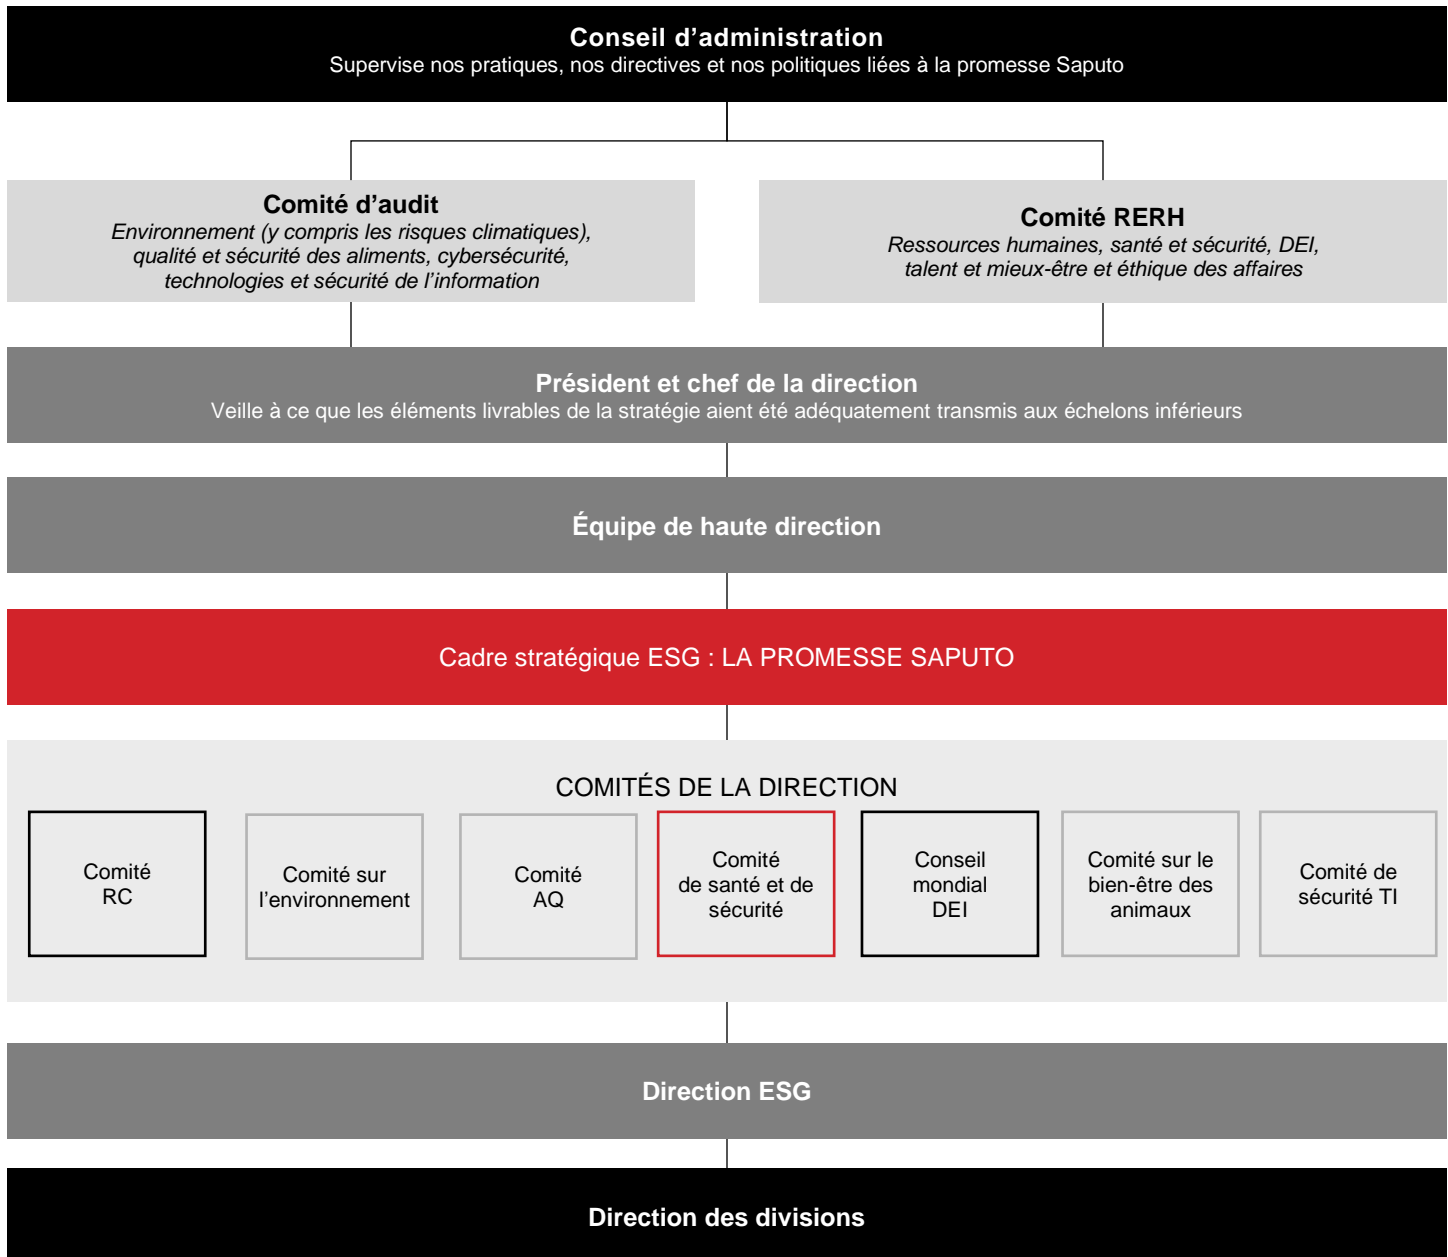 Conseil d’administration
Supervise nos pratiques, nos directives et nos politiques liées à la promesse Saputo
Comité d’audit
Environnement (y compris les risques climatiques),
qualité et sécurité des aliments, cybersécurité,
technologies et sécurité de l’information
Comité RERH
Ressources humaines, santé et sécurité, DEI,
talent et mieux-être et éthique des affaires
Président et chef de la direction
Veille à ce que les éléments livrables de la stratégie aient été adéquatement transmis aux échelons inférieurs
Équipe de haute direction
Cadre stratégique ESG : LA PROMESSE SAPUTO
COMITÉS DE LA DIRECTION
Comité
RC
Comité sur
l’environnement
Comité
AQ
Comité
de santé et de
sécurité
Conseil
mondial
DEI
Comité sur le
bien-être des
animaux
Comité de
sécurité TI
Direction ESG
Direction des divisions